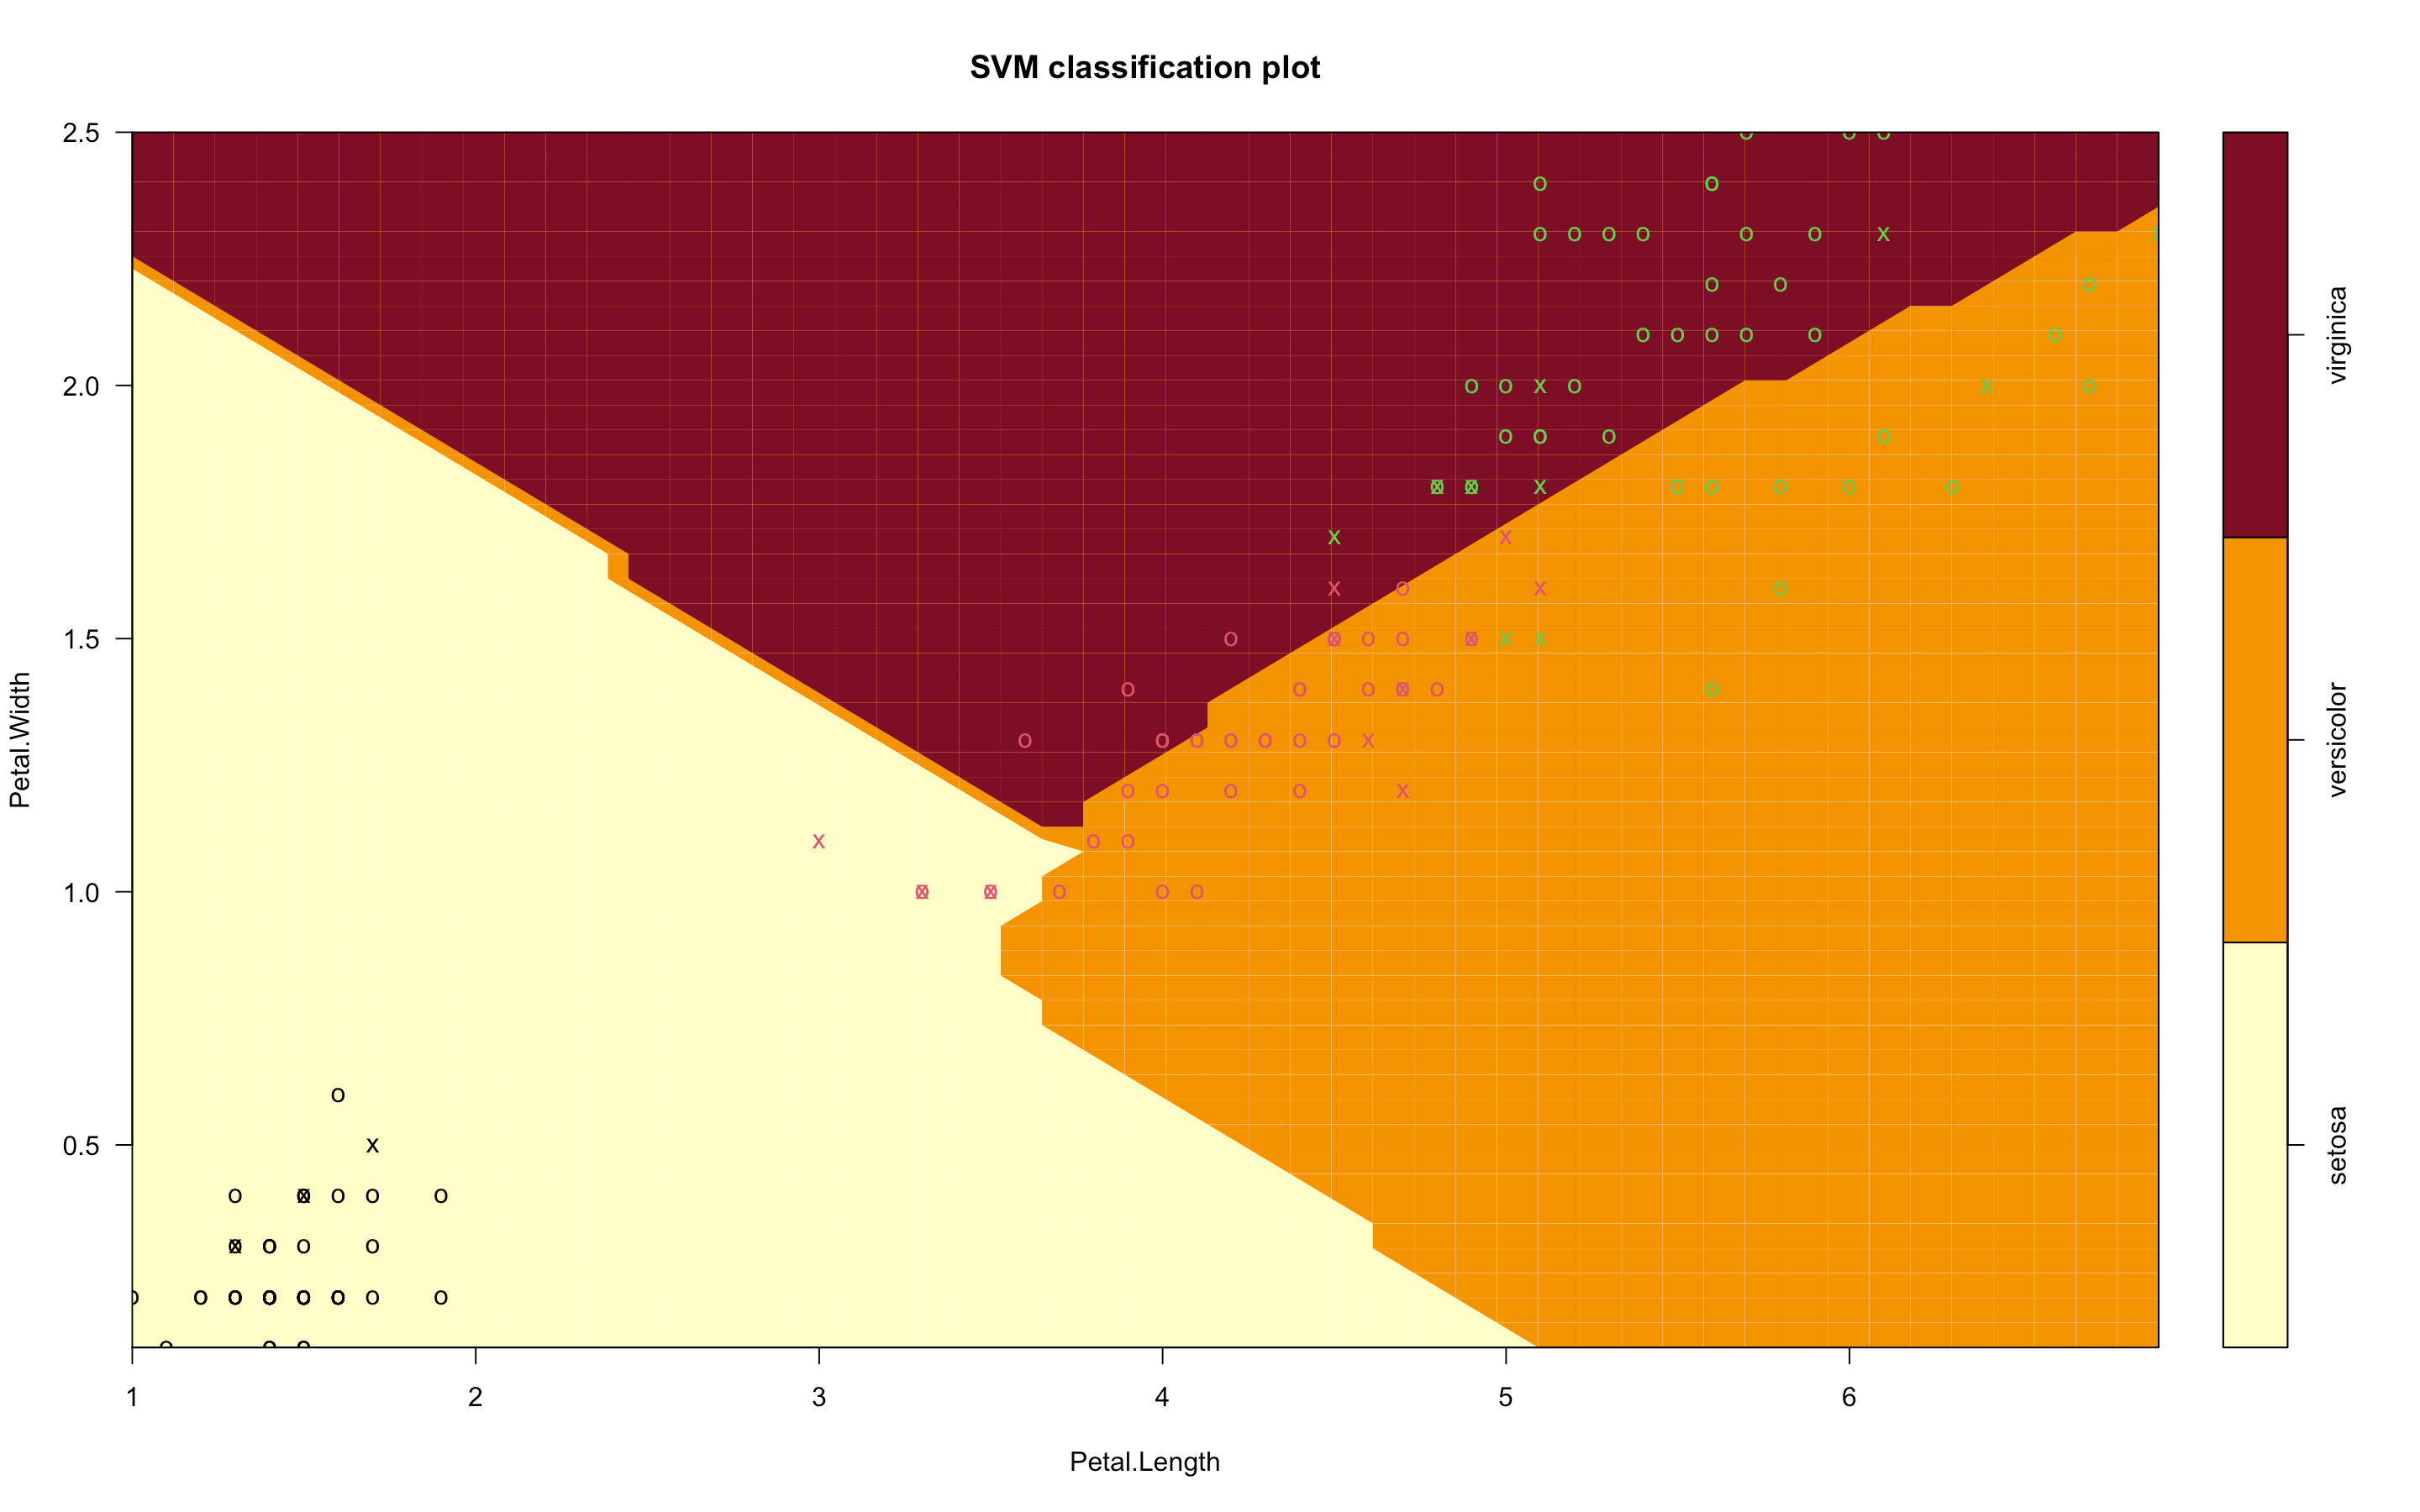 SVM classification plot
2.5
2.0
1.5
1.0
0.5
Petal.Width
1 2 3 4 5 6
Petal.Length
virginica
versicolor
setosa